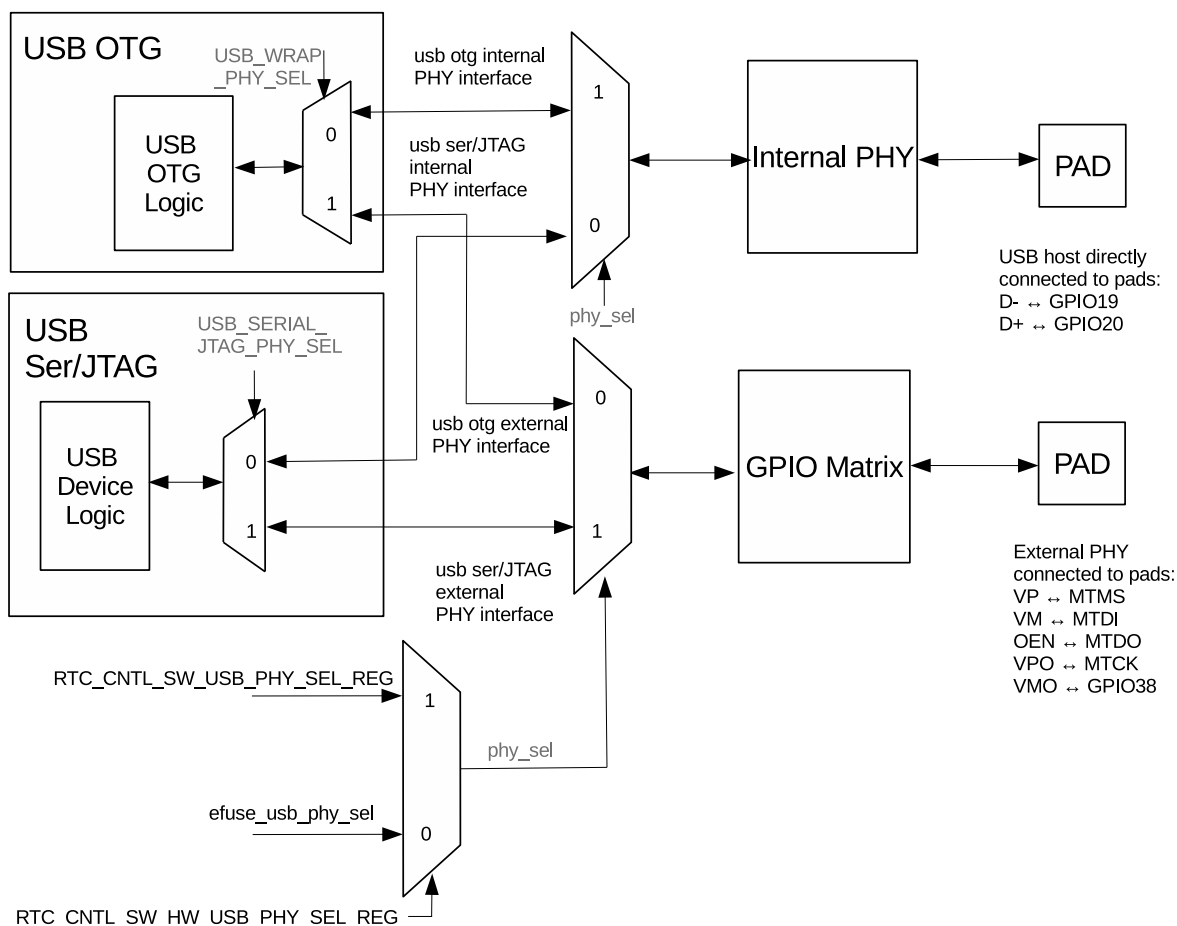 USB OTG
USB_WRAP
_PHY_SEL
USB
OTG
Logic
0
1
usb otg internal
PHY interface
usb ser/JTAG
internal
PHY interface
1
0
phy_sel
Internal PHY
PAD
USB host directly
connected to pads:
D- ↔ GPIO19
D+ ↔ GPIO20
USB
Ser/JTAG
USB_SERIAL_
JTAG_PHY_SEL
USB
Device
Logic
0
1
usb otg external
PHY interface
usb ser/JTAG
external
PHY interface
0
1
GPIO Matrix
PAD
External PHY
connected to pads:
VP ↔ MTMS
VM ↔ MTDI
OEN ↔ MTDO
VPO ↔ MTCK
VMO ↔ GPIO38
RTC_CNTL_SW_USB_PHY_SEL_REG
1
phy_sel
efuse_usb_phy_sel
0
RTC_CNTL_SW_HW_USB_PHY_SEL_REG